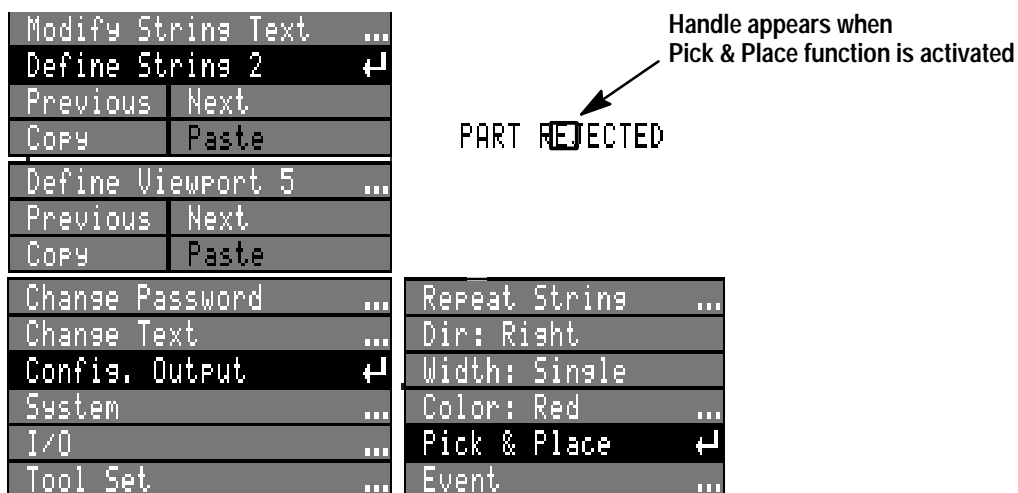 Modify String Text ...
Define String 2
Previous Next
Copy Paste
Define Viewport 5 ...
Previous Next
Copy Paste
Change Password ...
Change Text ...
Config. Output
System ...
I/O ...
Tool Set ...
Handle appears when
Pick & Place function is activated
PART REJECTED
Repeat String ...
Dir: Right
Width: Single
Color: Red ...
Pick & Place
Event ...